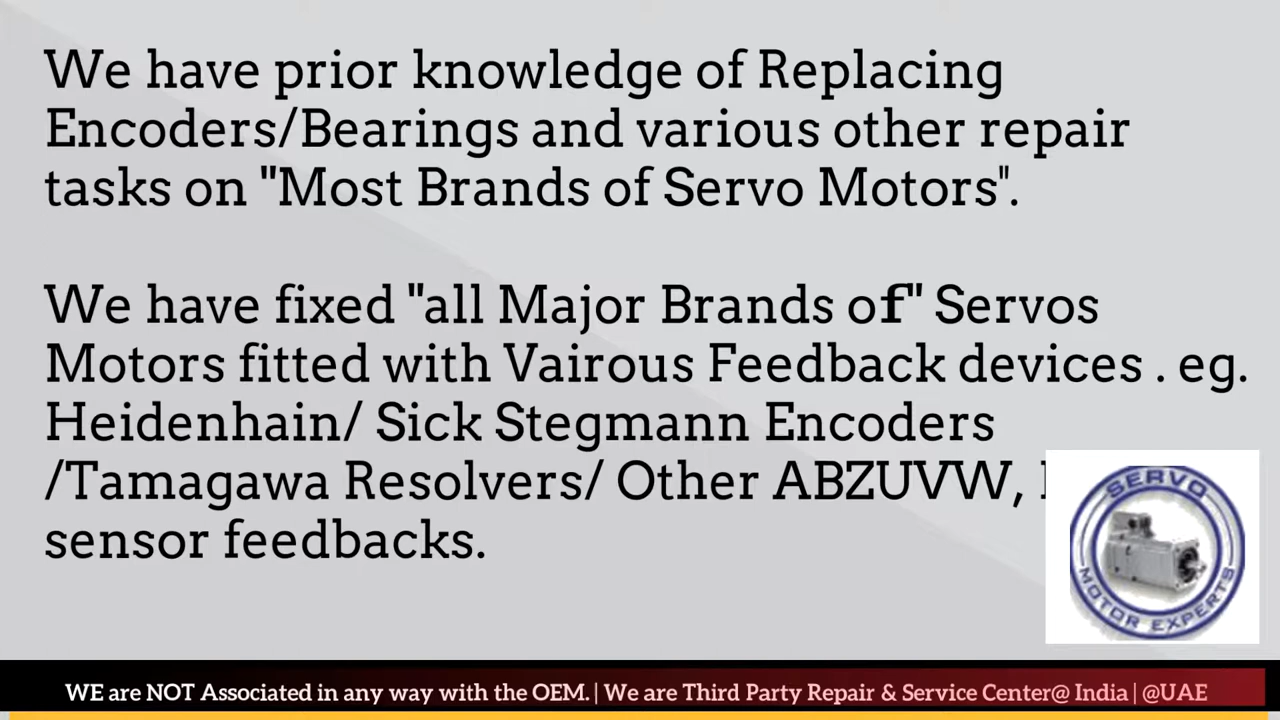 We have prior knowledge of Replacing
Encoders/Bearings and various other repair
tasks on "Most Brands of Servo Motors".
We have fixed "all Major Brands of" Servos
Motors fitted with Vairous Feedback devices . eg.
Heidenhain/ Sick Stegmann Encoders
/Tamagawa Resolvers/ Other ABZUVW,
sensor feedbacks.
SERVO
MOTOR EXPERTS
WE are NOT Associated in any way with the OEM. | We are Third Party Repair & Service Center@ India | @UAE